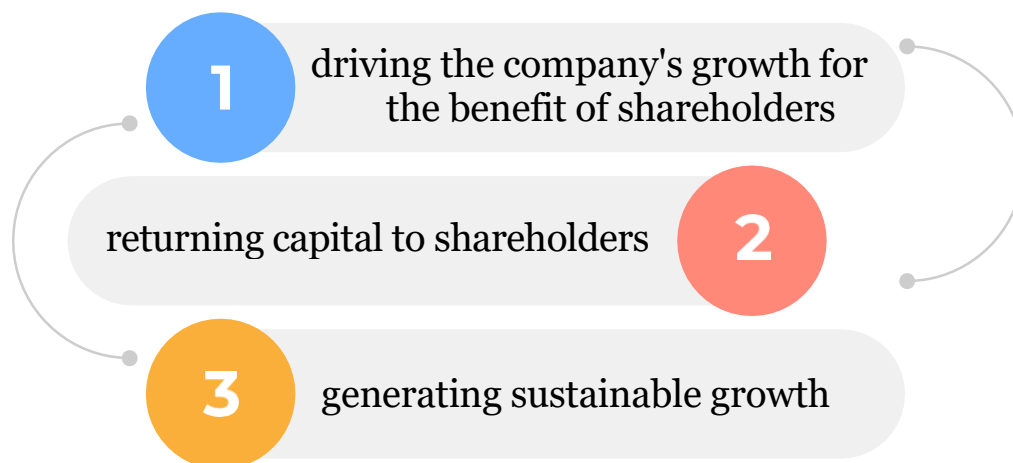 1
driving the company's growth for
the benefit of shareholders
returning capital to shareholders
2
3
generating sustainable growth